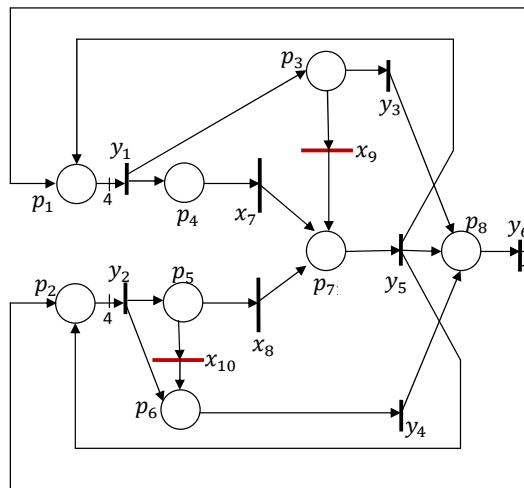 p₃
y₃
y₁
x₉
4
p₁
p₄
x₇
p₈
y₆
p₂
p₅
p₇:
y₅
y₂
4
x₈
x₁₀
p₆
y₄